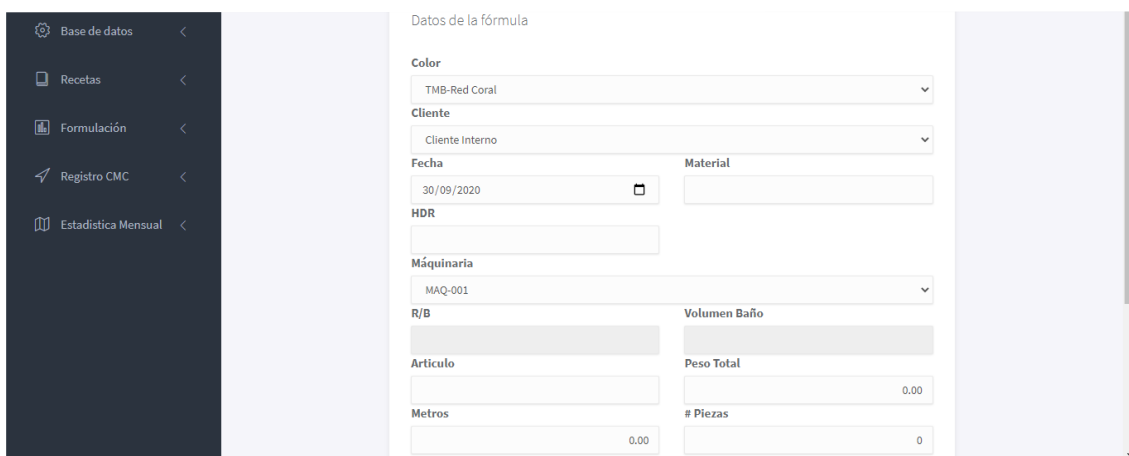 Base de datos
Recetas
Formulación
Registro CMC
Estadistica Mensual
Datos de la fórmula
Color
TMB-Red Coral
Cliente
Cliente Interno
Fecha Material
30/09/2020
HDR
Máquinaria
MAQ-001
R/B Volumen Baño
Articulo Peso Total
0.00
Metros # Piezas
0.00 0